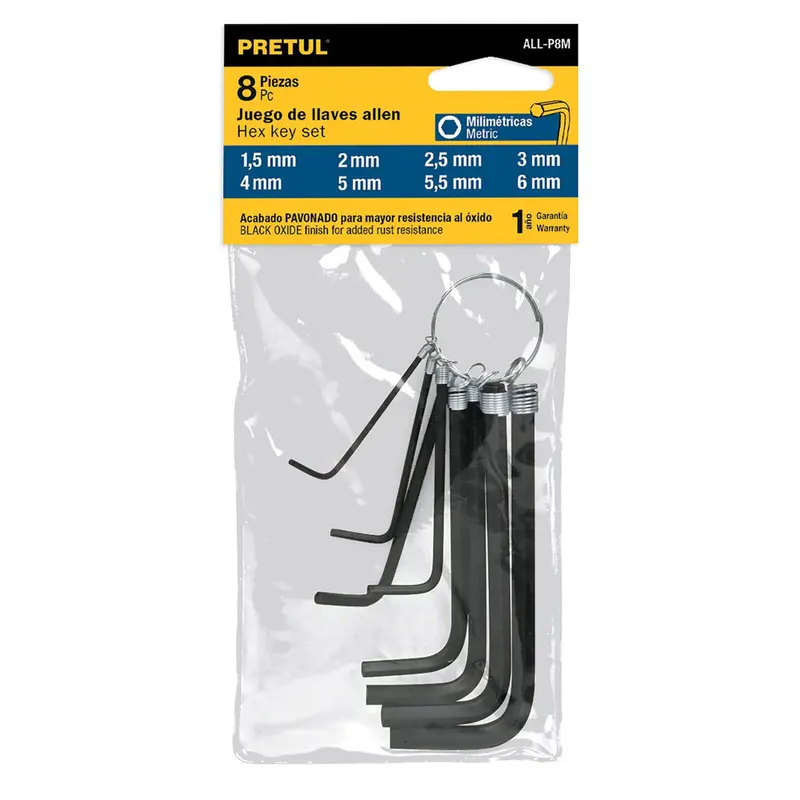 PRETUL®
ALL-P8M
8 Piezas
Pc
Juego de llaves allen
Hex key set
Milimétricas
Metric
1,5 mm 2 mm 2,5 mm 3 mm
4 mm 5 mm 5,5 mm 6 mm
Acabado PAVONADO para mayor resistencia al óxido
BLACK OXIDE finish for added rust resistance
1 año Garantía
Warranty